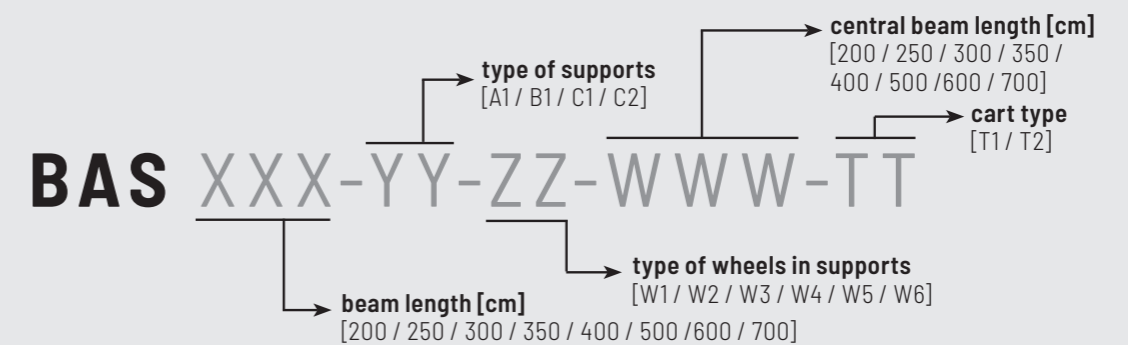 central beam length [cm]
[200 / 250 / 300 / 350 /
400 / 500 /600 / 700]
type of supports
[A1 / B1 / C1 / C2]
cart type
[T1 / T2]
BAS XXX-YY-ZZ-WWW-TT
type of wheels in supports
[W1 / W2 / W3 / W4 / W5 / W6]
beam length [cm]
[200 / 250 / 300 / 350 / 400 / 500 /600 / 700]